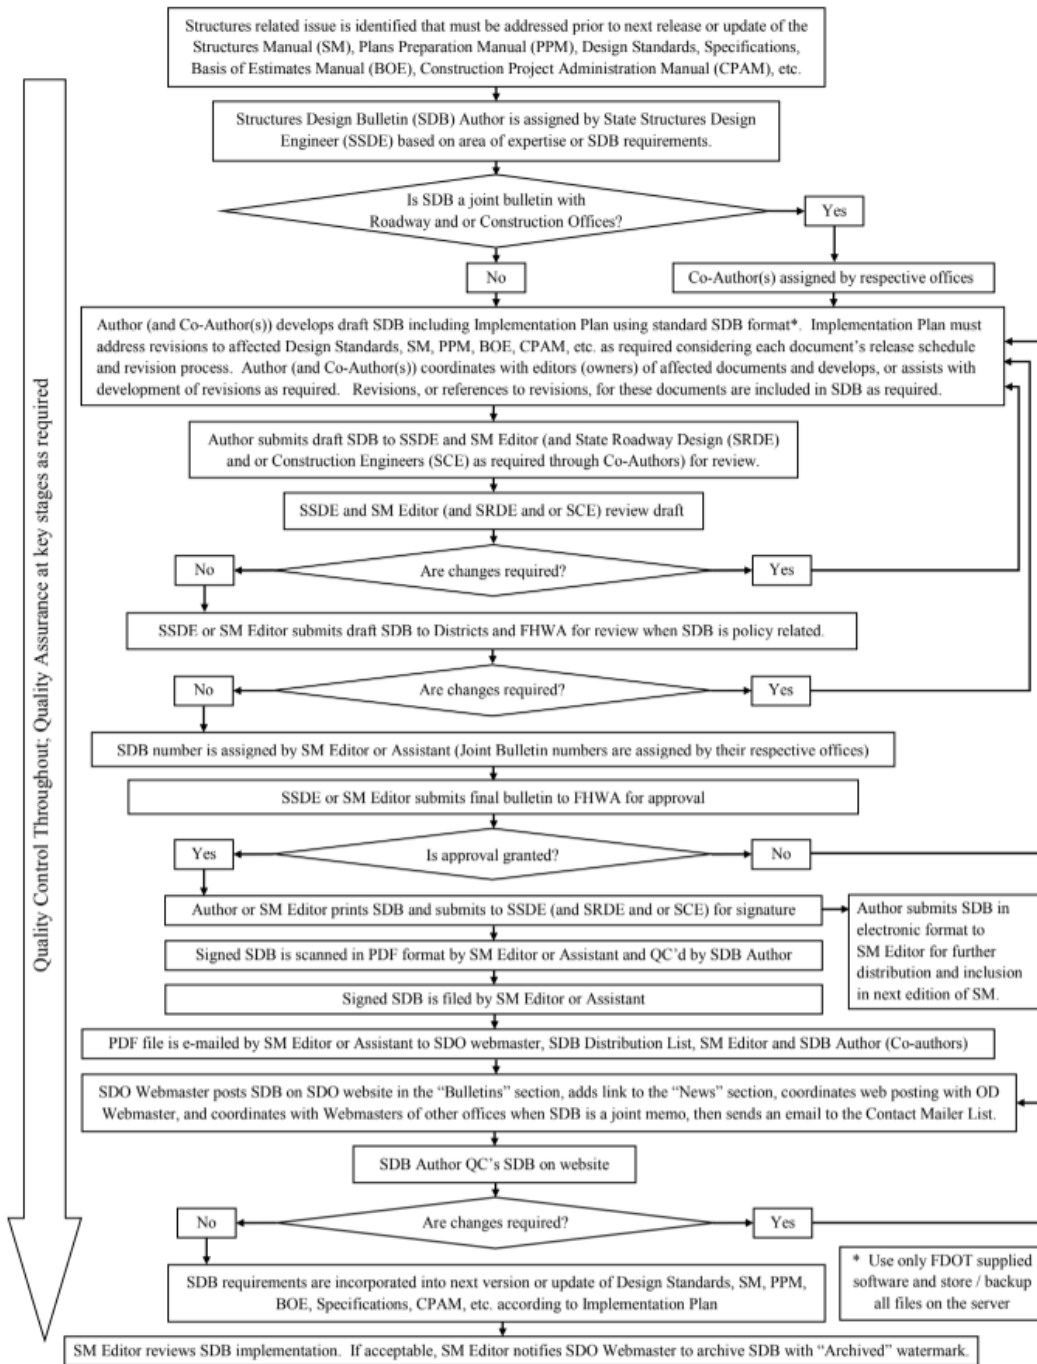 Structures related issue is identified that must be addressed prior to next release or update of the
Structures Manual (SM), Plans Preparation Manual (PPM), Design Standards, Specifications,
Basis of Estimates Manual (BOE), Construction Project Administration Manual (CPAM), etc.
Structures Design Bulletin (SDB) Author is assigned by State Structures Design
Engineer (SSDE) based on area of expertise or SDB requirements.
Is SDB a joint bulletin with
Roadway and or Construction Offices?
Yes
No
Co-Author(s) assigned by respective offices
Author (and Co-Author(s)) develops draft SDB including Implementation Plan using standard SDB format*. Implementation Plan must
address revisions to affected Design Standards, SM, PPM, BOE, CPAM, etc. as required considering each document's release schedule
and revision process. Author (and Co-Author(s)) coordinates with editors (owners) of affected documents and develops, or assists with
development of revisions as required. Revisions, or references to revisions, for these documents are included in SDB as required.
Author submits draft SDB to SSDE and SM Editor (and State Roadway Design (SRDE)
and or Construction Engineers (SCE) as required through Co-Authors) for review.
SSDE and SM Editor (and SRDE and or SCE) review draft
No
Are changes required?
Yes
SSDE or SM Editor submits draft SDB to Districts and FHWA for review when SDB is policy related.
No
Are changes required?
Yes
SDB number is assigned by SM Editor or Assistant (Joint Bulletin numbers are assigned by their respective offices)
SSDE or SM Editor submits final bulletin to FHWA for approval
Yes
Is approval granted?
No
Author or SM Editor prints SDB and submits to SSDE (and SRDE and or SCE) for signature
Author submits SDB in
electronic format to
SM Editor for further
distribution and inclusion
in next edition of SM.
Signed SDB is scanned in PDF format by SM Editor or Assistant and QC'd by SDB Author
Signed SDB is filed by SM Editor or Assistant
PDF file is e-mailed by SM Editor or Assistant to SDO webmaster, SDB Distribution List, SM Editor and SDB Author (Co-authors)
SDO Webmaster posts SDB on SDO website in the “Bulletins” section, adds link to the “News” section, coordinates web posting with OD
Webmaster, and coordinates with Webmasters of other offices when SDB is a joint memo, then sends an email to the Contact Mailer List.
SDB Author QC's SDB on website
No
Are changes required?
Yes
SDB requirements are incorporated into next version or update of Design Standards, SM, PPM,
BOE, Specifications, CPAM, etc. according to Implementation Plan
* Use only FDOT supplied
software and store / backup
all files on the server
SM Editor reviews SDB implementation. If acceptable, SM Editor notifies SDO Webmaster to archive SDB with “Archived” watermark.
Quality Control Throughout; Quality Assurance at key stages as required